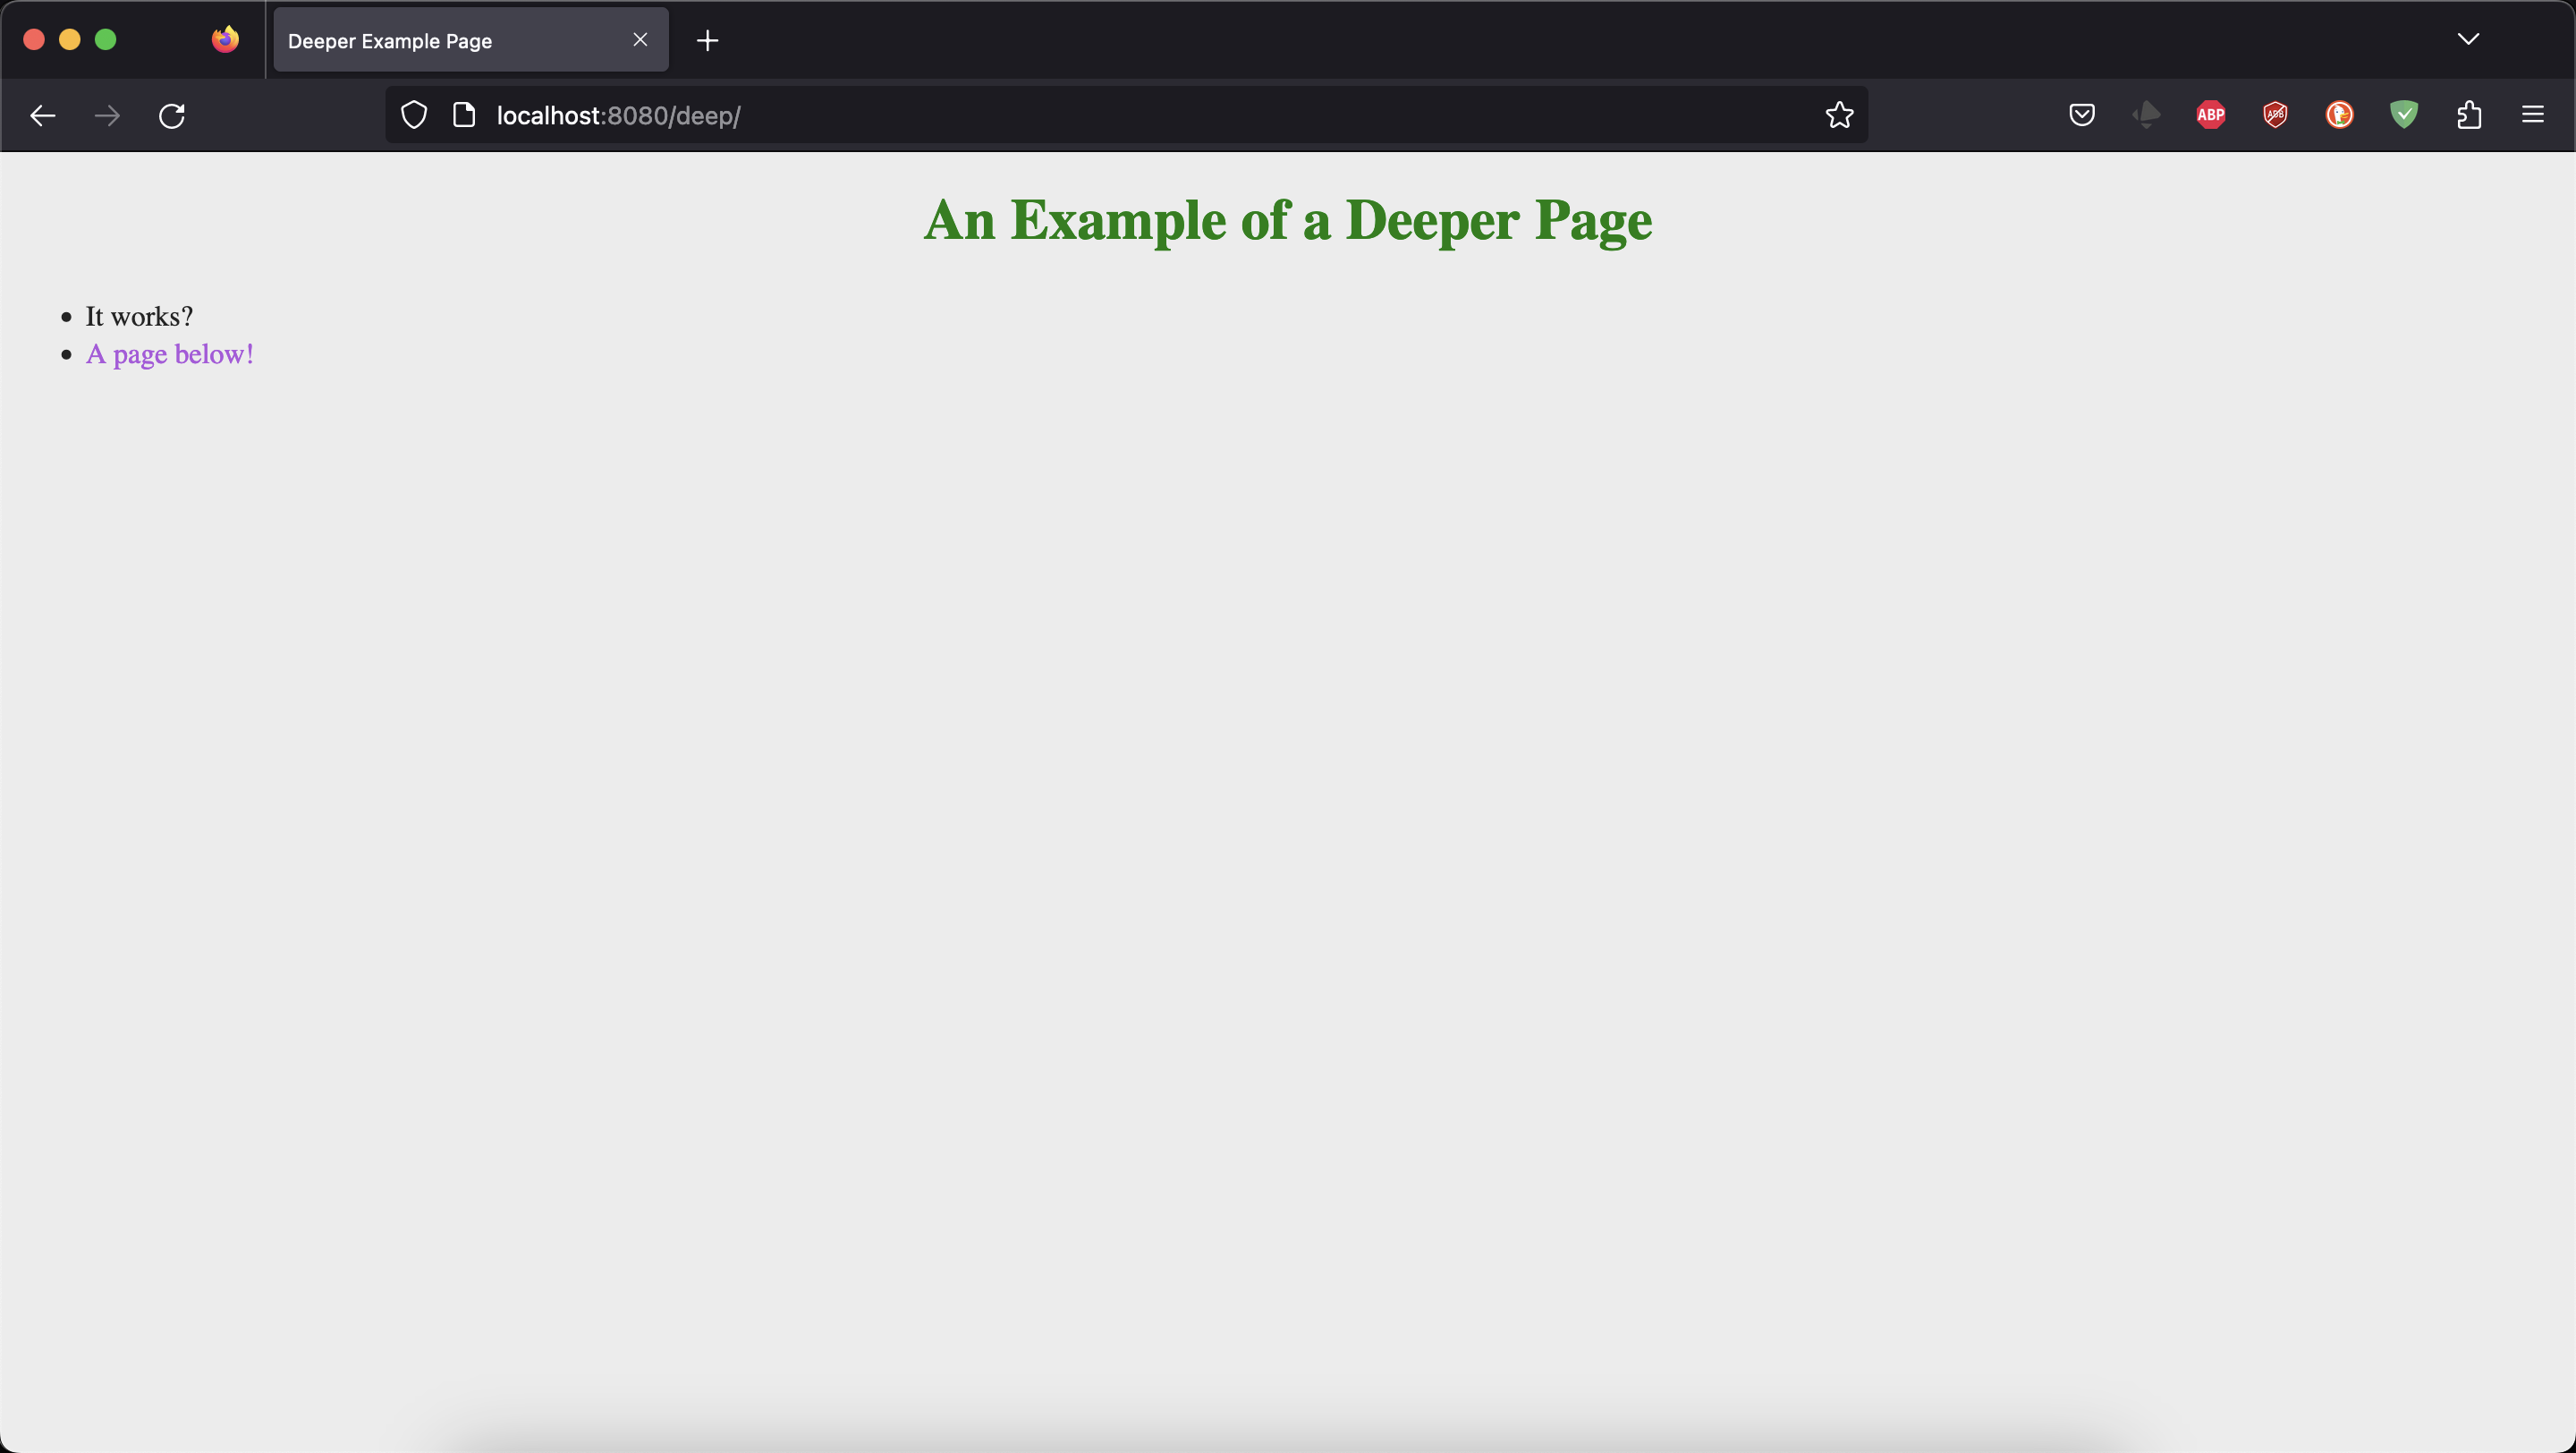 Deeper Example Page
localhost:8080/deep/
ABP
An Example of a Deeper Page
It works?
A page below!